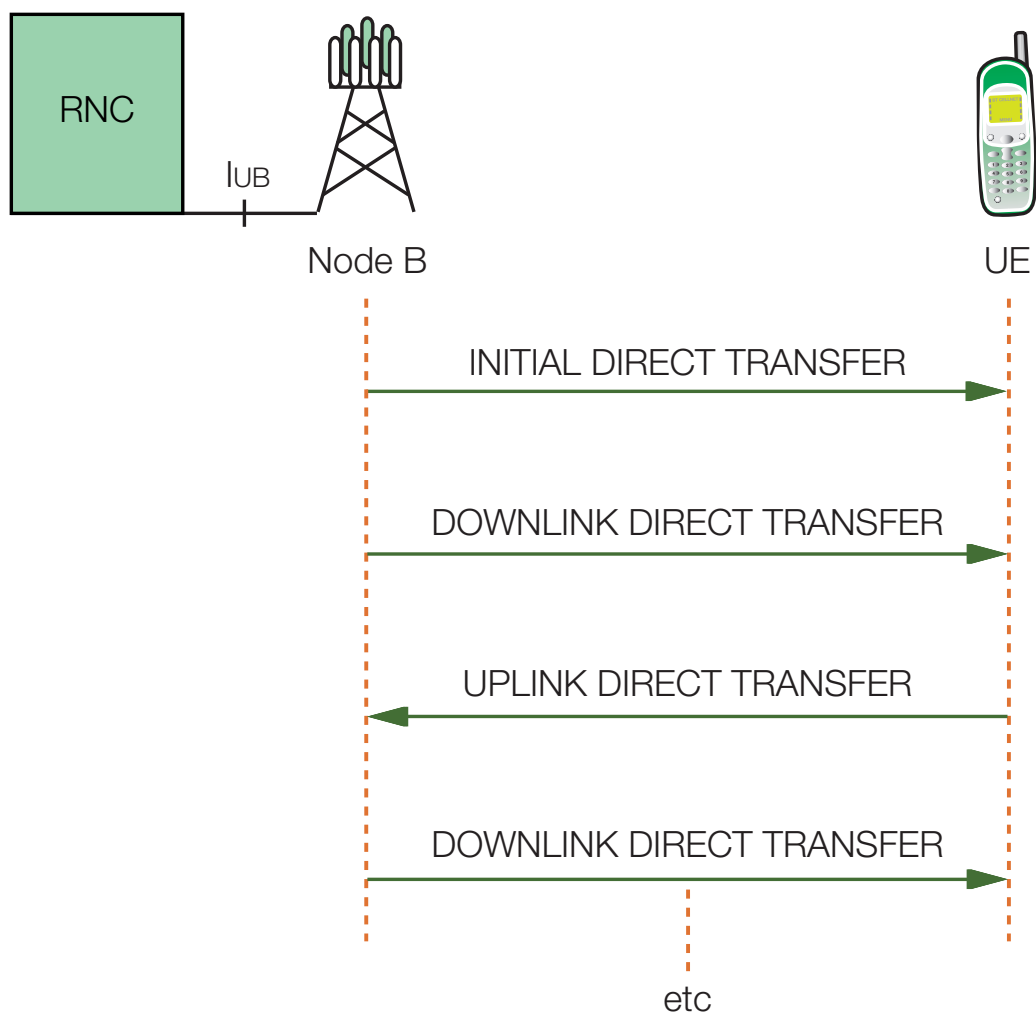 RNC
IUB
Node B
UE
INITIAL DIRECT TRANSFER
DOWNLINK DIRECT TRANSFER
UPLINK DIRECT TRANSFER
DOWNLINK DIRECT TRANSFER
etc